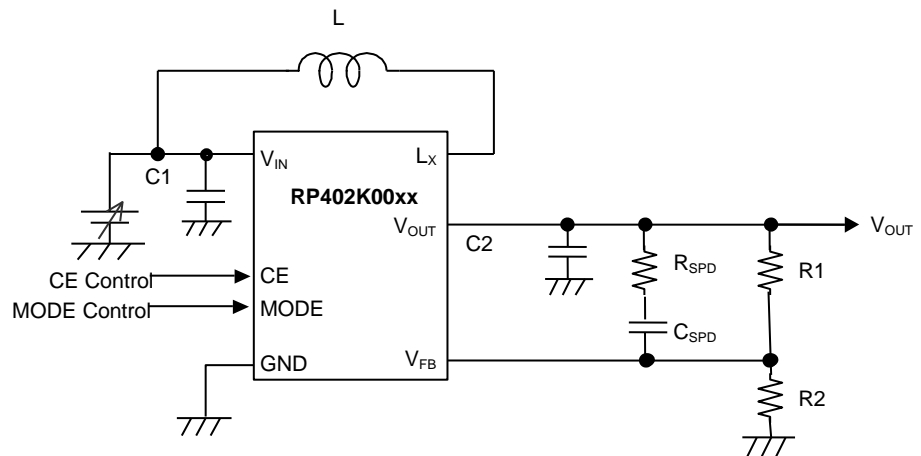 L
C1
V_IN
L_X
RP402K00xx
V_OUT
C2
V_OUT
R_SPD
R1
CE Control
CE
MODE Control
MODE
C_SPD
GND
V_FB
R2